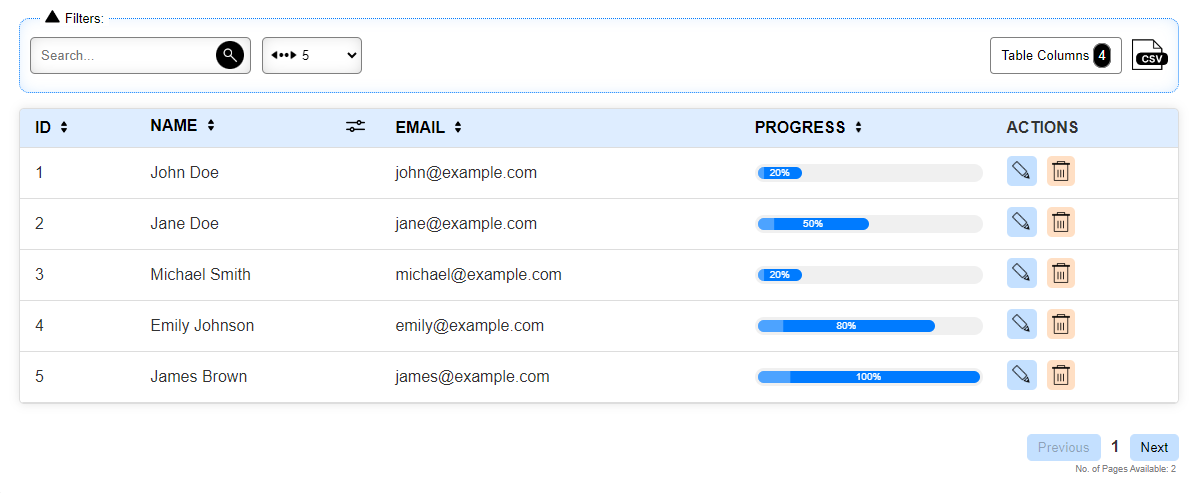 Filters:
Search... 5 Table Columns 4 CSV
ID NAME EMAIL PROGRESS ACTIONS
1 John Doe john@example.com 20%
2 Jane Doe jane@example.com 50%
3 Michael Smith michael@example.com 20%
4 Emily Johnson emily@example.com 80%
5 James Brown james@example.com 100%
Previous 1 Next
No. of Pages Available: 2